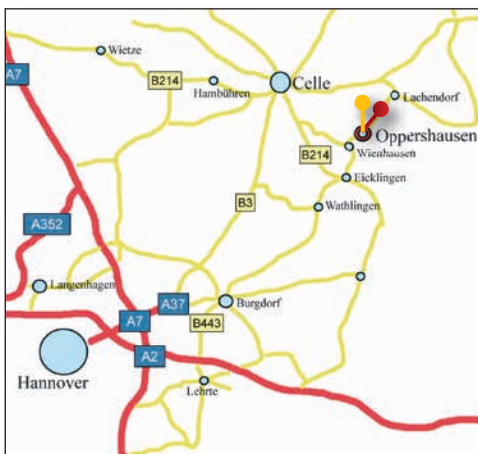 Wietze
A7
B214
Celle
Hambühren
Lachendorf
Oppershausen
B214
Wienhausen
Eicklingen
B3
Wathlingen
A352
Langenhagen
A37
Burgdorf
A7
B443
A2
Hannover
Lehrte